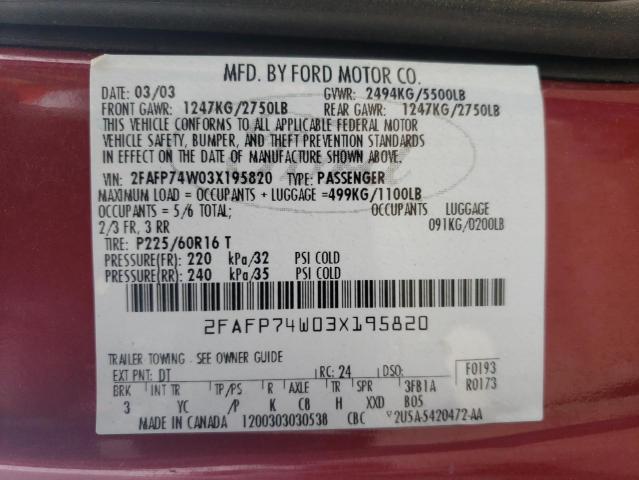 MFD. BY FORD MOTOR CO.
DATE: 03/03 GVWR: 2494KG/5500LB
FRONT GAWR: 1247KG/2750LB REAR GAWR: 1247KG/2750LB
THIS VEHICLE CONFORMS TO ALL APPLICABLE FEDERAL MOTOR
VEHICLE SAFETY, BUMPER, AND THEFT PREVENTION STANDARDS
IN EFFECT ON THE DATE OF MANUFACTURE SHOWN ABOVE.
VIN: 2FAFP74W03X195820 TYPE: PASSENGER
MAXIMUM LOAD = OCCUPANTS + LUGGAGE =499KG/1100LB
OCCUPANTS = 5/6 TOTAL; OCCUPANTS LUGGAGE
2/3 FR, 3 RR 091KG/0200LB
TIRE: P225/60R16 T
PRESSURE(FR): 220 kPa/32 PSI COLD
PRESSURE(RR): 240 kPa/35 PSI COLD
2FAFP74W03X195820
TRAILER TOWING - SEE OWNER GUIDE
EXT PNT: DT RC: 24 DSO: F0193
BRK INT TR TP/PS R AXLE TR SPR 3FB1A R0173
3 YC /P K CB H XXD B05
MADE IN CANADA 1200303030538 CBC 2U5A-5420472-AA